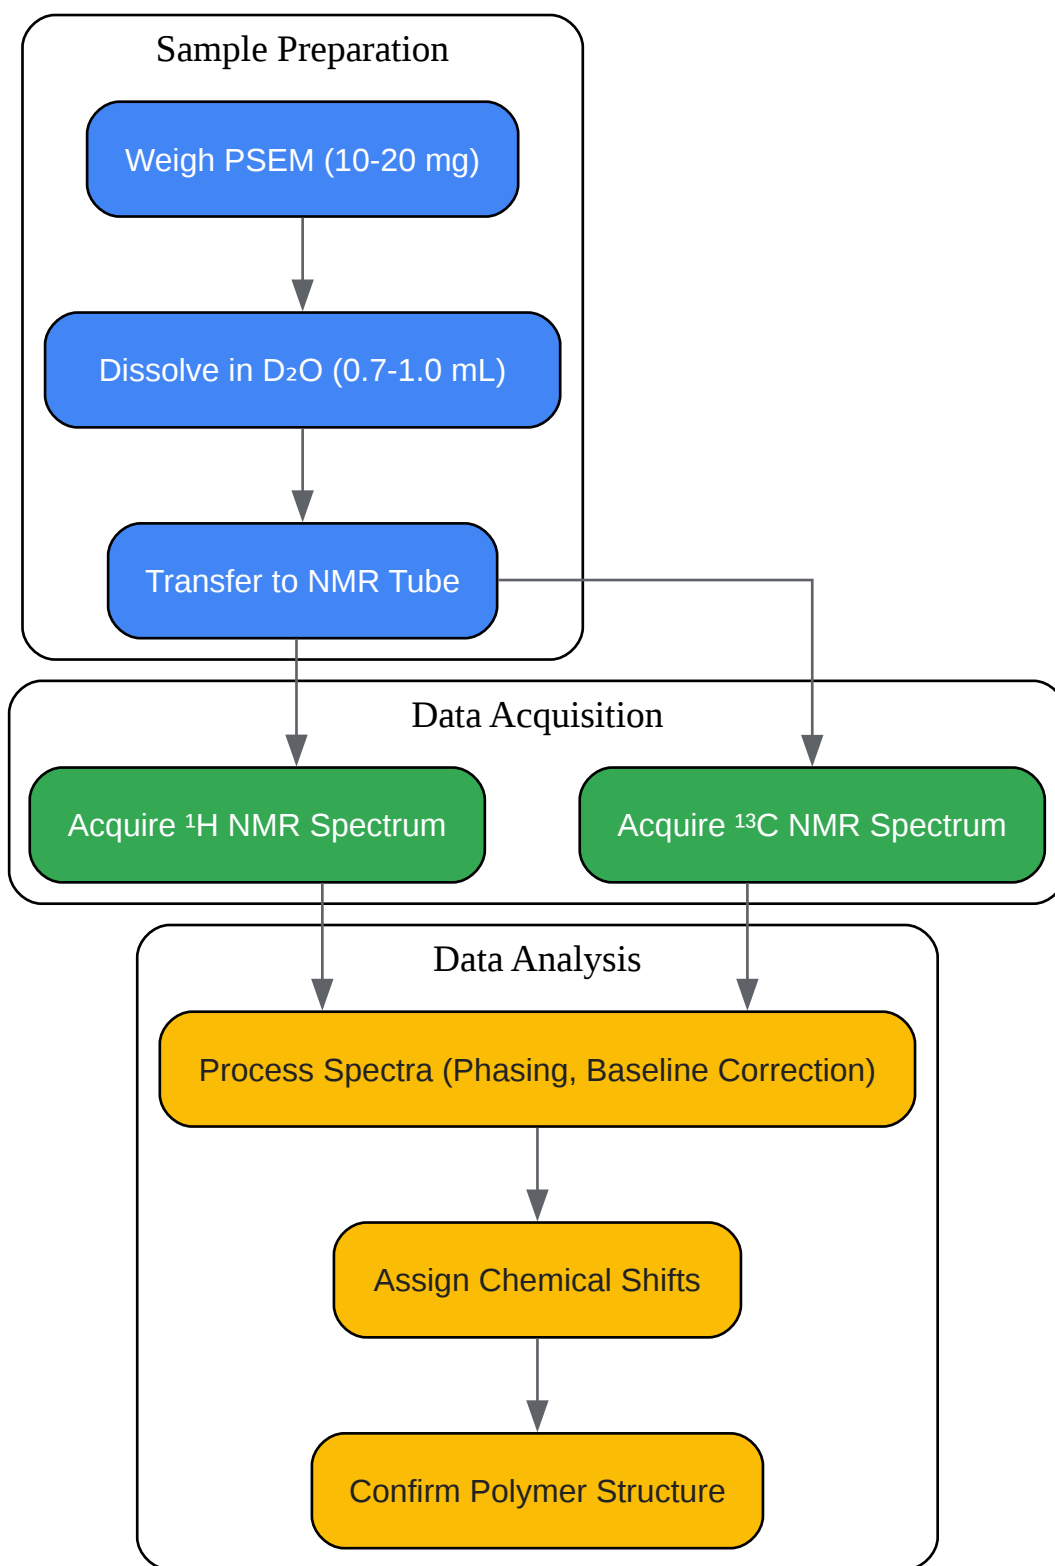 Sample Preparation
Weigh PSEM (10-20 mg)
Dissolve in D₂O (0.7-1.0 mL)
Transfer to NMR Tube
Data Acquisition
Acquire ¹H NMR Spectrum
Acquire ¹³C NMR Spectrum
Data Analysis
Process Spectra (Phasing, Baseline Correction)
Assign Chemical Shifts
Confirm Polymer Structure